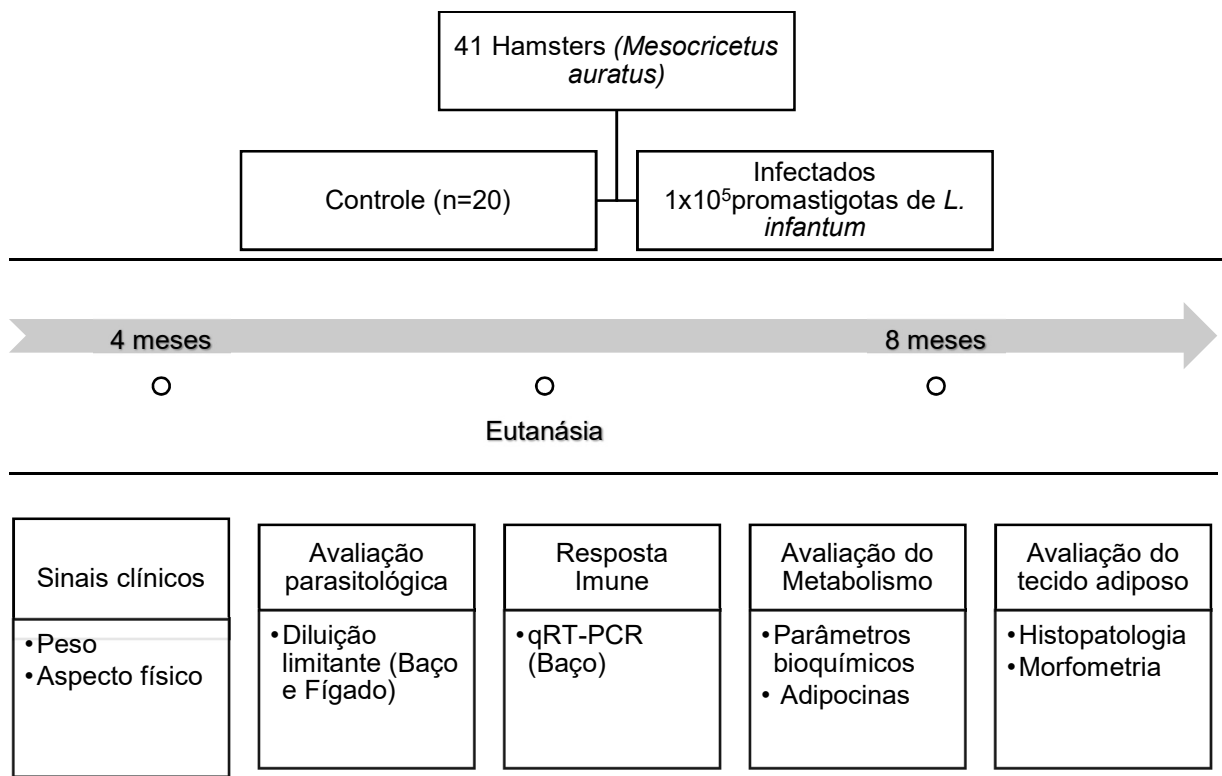 41 Hamsters (Mesocricetus
auratus)
Controle (n=20)
Infectados
1x10⁵promastigotas de L.
infantum
4 meses
8 meses
Eutanásia
Sinais clínicos
•Peso
•Aspecto físico
Avaliação
parasitológica
•Diluição
limitante (Baço
e Fígado)
Resposta
Imune
•qRT-PCR
(Baço)
Avaliação do
Metabolismo
•Parâmetros
bioquímicos
• Adipocinas
Avaliação do
tecido adiposo
•Histopatologia
•Morfometria